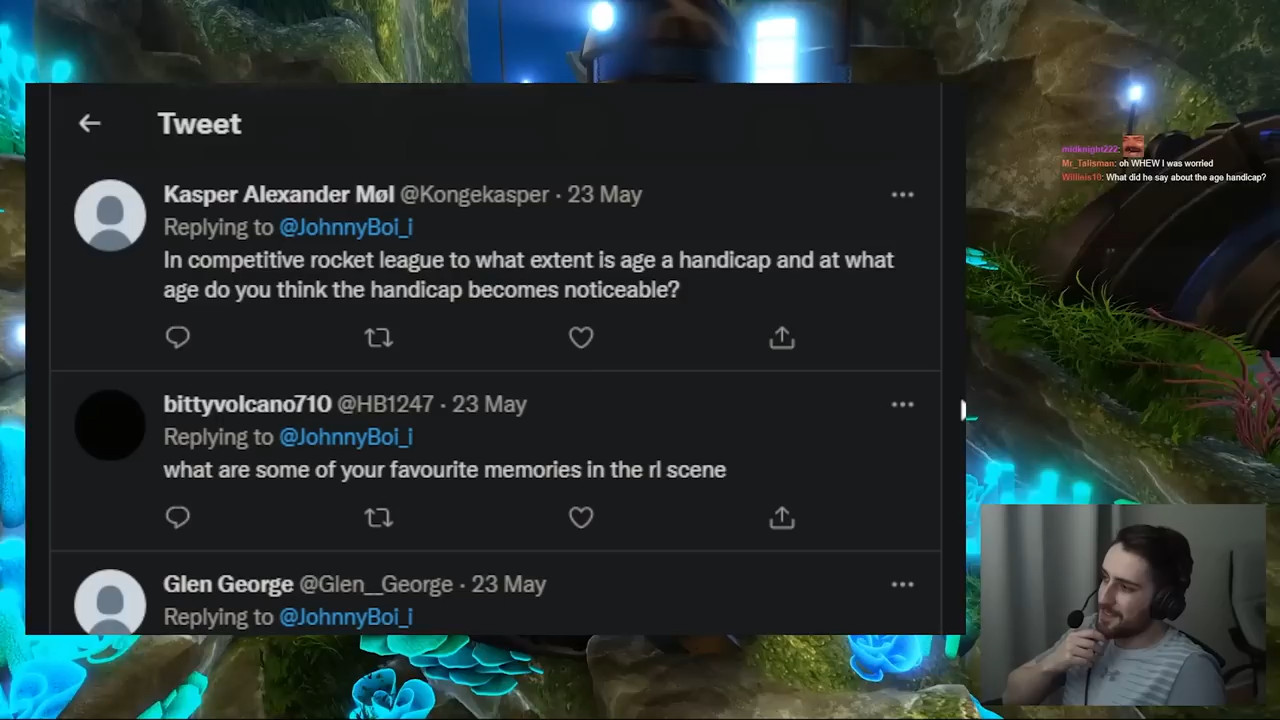 Tweet
Kasper Alexander Møl @Kongekasper · 23 May
Replying to @JohnnyBoi_i
In competitive rocket league to what extent is age a handicap and at what
age do you think the handicap becomes noticeable?
bittyvolcano710 @HB1247 · 23 May
Replying to @JohnnyBoi_i
what are some of your favourite memories in the rl scene
Glen George @Glen__George · 23 May
Replying to @JohnnyBoi_i
midknight222:
Mr_Talisman: oh WHEW I was worried
Willieis10: What did he say about the age handicap?